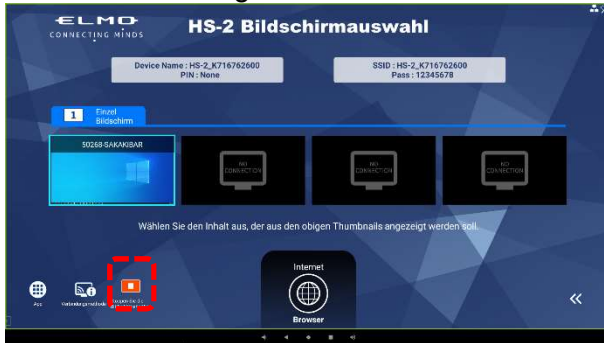 ELMO
CONNECTING MINDS
HS-2 Bildschirmauswahl
Device Name : HS-2_K716762600
PIN : None
SSID : HS-2_K716762600
Pass : 12345678
1
Einzel
Bildschirm
50268-SAKAKIBAR
NO
CONNECTION
NO
CONNECTION
NO
CONNECTION
Wählen Sie den Inhalt aus, der aus den obigen Thumbnails angezeigt werden soll.
Internet
Browser
App
Verbindungsmethode